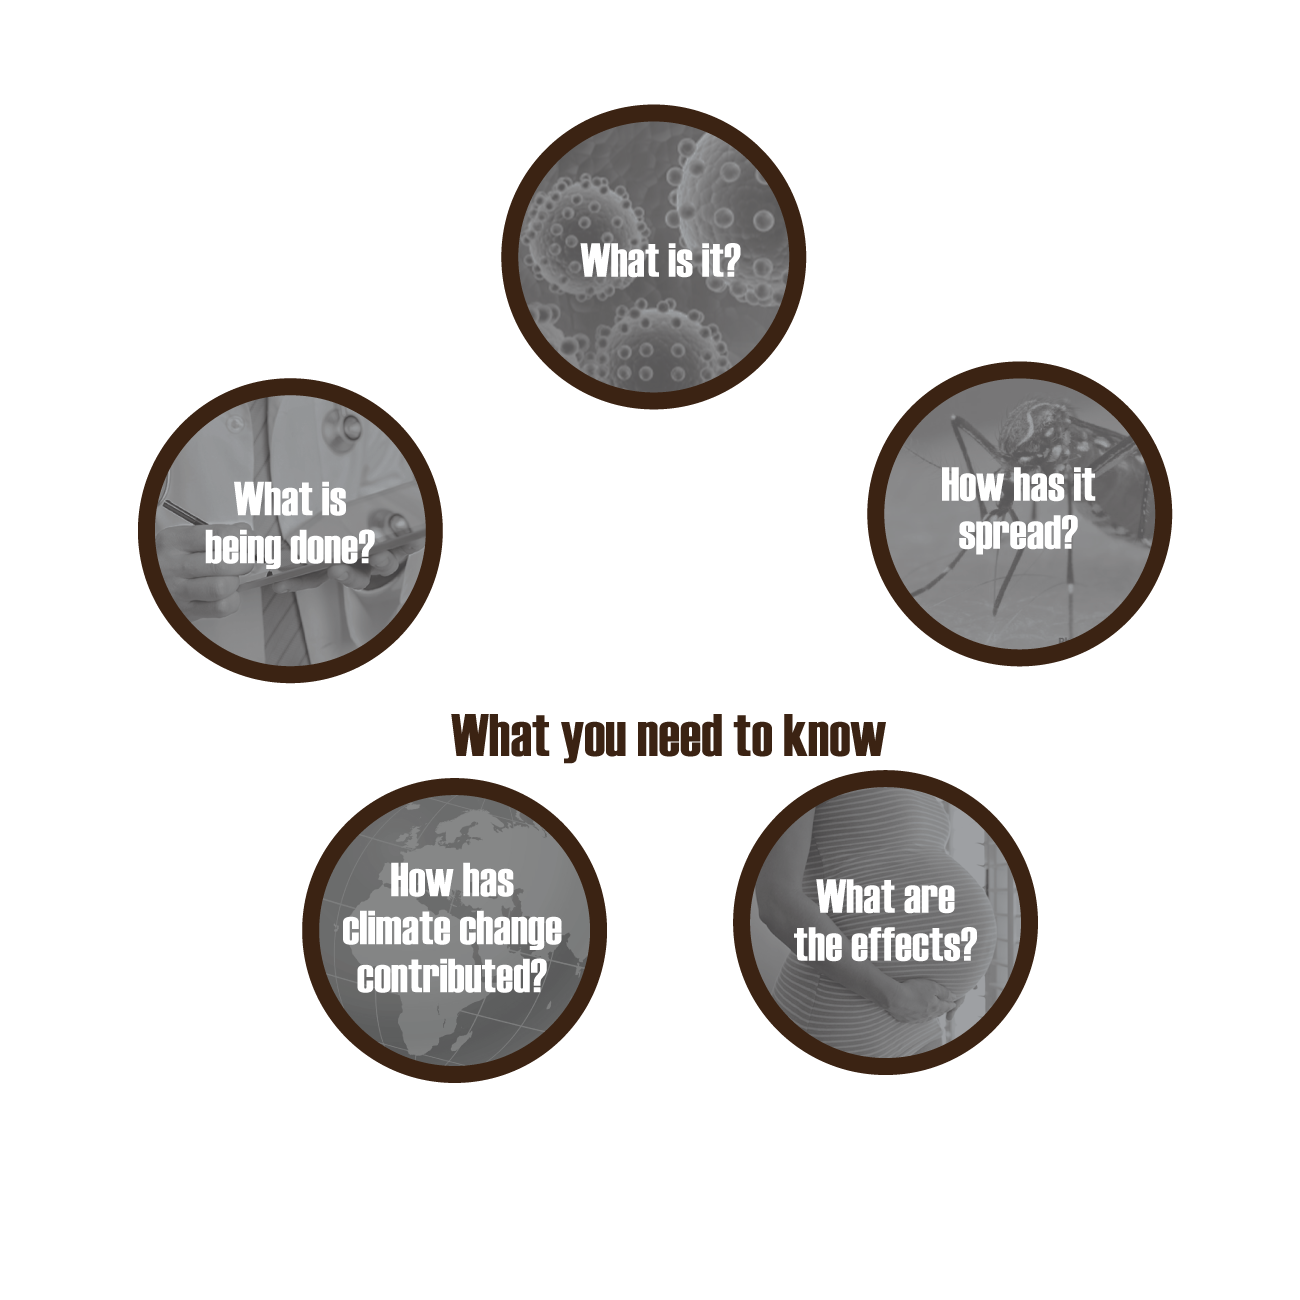 What is it?
How has it
spread?
What is
being done?
What you need to know
How has
climate change
contributed?
What are
the effects?